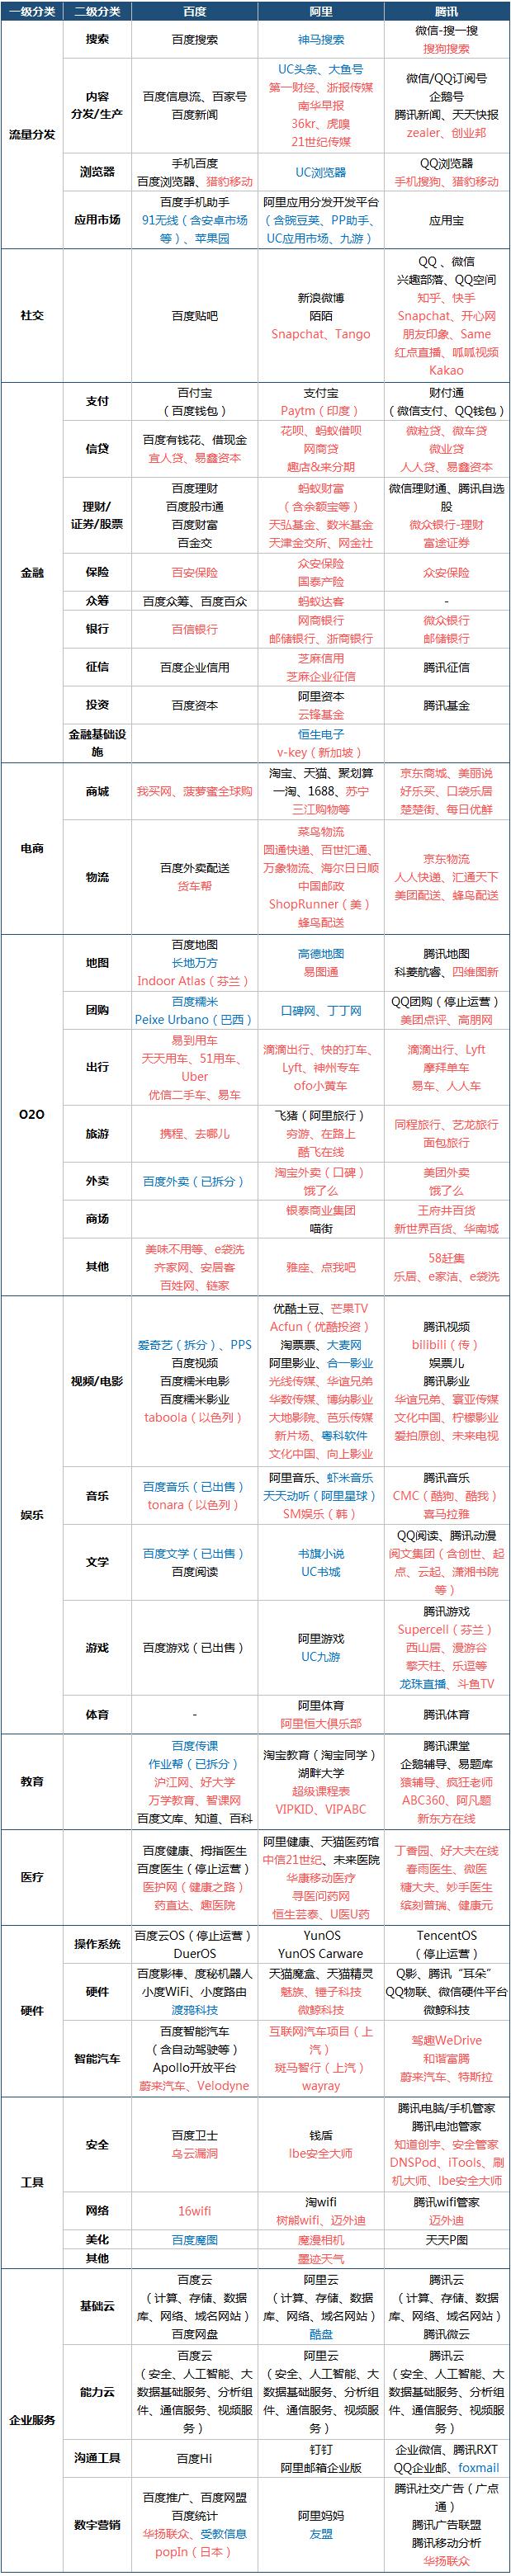 一级分类 二级分类 百度 阿里 腾讯
流量分发
搜索
百度搜索
神马搜索
微信-搜一搜
搜狗搜索
内容
分发/生产
百度信息流、百家号
百度新闻
UC头条、大鱼号
第一财经、浙报传媒
南华早报
36kr、虎嗅
21世纪传媒
微信/QQ订阅号
企鹅号
腾讯新闻、天天快报
zealer、创业邦
浏览器
手机百度
百度浏览器、猎豹移动
UC浏览器
QQ浏览器
手机搜狗、猎豹移动
应用市场
百度手机助手
91无线（含安卓市场
等）、苹果园
阿里应用分发开发平台
（含豌豆荚、PP助手、
UC应用市场、九游）
应用宝
社交
百度贴吧
新浪微博
陌陌
Snapchat、Tango
QQ 、微信
兴趣部落、QQ空间
知乎、快手
Snapchat、开心网
朋友印象、Same
红点直播、呱呱视频
Kakao
金融
支付
百付宝
（百度钱包）
支付宝
Paytm（印度）
财付通
（微信支付、QQ钱包）
信贷
百度有钱花、借现金
宜人贷、易鑫资本
花呗、蚂蚁借呗
网商贷
趣店&来分期
微粒贷、微车贷
微业贷
人人贷、易鑫资本
理财/
证券/股票
百度理财
百度股市通
百度财富
百金交
蚂蚁财富
（含余额宝等）
天弘基金、数米基金
天津金交所、网金社
微信理财通、腾讯自选
股
微众银行-理财
富途证券
保险
百安保险
众安保险
国泰产险
众安保险
众筹
百度众筹、百度百众
蚂蚁达客
-
银行
百信银行
网商银行
邮储银行、浙商银行
微众银行
邮储银行
征信
百度企业信用
芝麻信用
芝麻企业征信
腾讯征信
投资
百度资本
阿里资本
云锋基金
腾讯基金
金融基础设
施
恒生电子
v-key（新加坡）
电商
商城
我买网、菠萝蜜全球购
淘宝、天猫、聚划算
一淘、1688、苏宁
三江购物等
京东商城、美丽说
好乐买、口袋乐居
楚楚街、每日优鲜
物流
百度外卖配送
货车帮
菜鸟物流
圆通快递、百世汇通、
万象物流、海尔日日顺
中国邮政
ShopRunner（美）
蜂鸟配送
京东物流
人人快递、汇通天下
美团配送、蜂鸟配送
O2O
地图
百度地图
长地万方
Indoor Atlas（芬兰）
高德地图
易图通
腾讯地图
科菱航睿、四维图新
团购
百度糯米
Peixe Urbano（巴西）
口碑网、丁丁网
QQ团购（停止运营）
美团点评、高朋网
出行
易到用车
天天用车、51用车、
Uber
优信二手车、易车
滴滴出行、快的打车、
Lyft、神州专车
ofo小黄车
滴滴出行、Lyft
摩拜单车
易车、人人车
旅游
携程、去哪儿
飞猪（阿里旅行）
穷游、在路上
酷飞在线
同程旅行、艺龙旅行
面包旅行
外卖
百度外卖（已拆分）
淘宝外卖（口碑）
饿了么
美团外卖
饿了么
商场
银泰商业集团
喵街
王府井百货
新世界百货、华南城
其他
美味不用等、e袋洗
齐家网、安居客
百姓网、链家
雅座、点我吧
58赶集
乐居、e家洁、e袋洗
娱乐
视频/电影
爱奇艺（拆分）、PPS
百度视频
百度糯米电影
百度糯米影业
taboola（以色列）
优酷土豆、芒果TV
Acfun（优酷投资）
淘票票、大麦网
阿里影业、合一影业
光线传媒、华谊兄弟
华数传媒、博纳影业
大地影院、芭乐传媒
新片场、粤科软件
文化中国、向上影业
腾讯视频
bilibili（传）
娱票儿
腾讯影业
华谊兄弟、寰亚传媒
文化中国、柠檬影业
爱拍原创、未来电视
音乐
百度音乐（已出售）
tonara（以色列）
阿里音乐、虾米音乐
天天动听（阿里星球）
SM娱乐（韩）
腾讯音乐
CMC（酷狗、酷我）
喜马拉雅
文学
百度文学（已出售）
百度阅读
书旗小说
UC书城
QQ阅读、腾讯动漫
阅文集团（含创世、起
点、云起、潇湘书院
等）
游戏
百度游戏（已出售）
阿里游戏
UC九游
腾讯游戏
Supercell（芬兰）
西山居、漫游谷
擎天柱、乐逗等
龙珠直播、斗鱼TV
体育
-
阿里体育
阿里恒大俱乐部
腾讯体育
教育
百度传课
作业帮（已拆分）
沪江网、好大学
万学教育、智课网
百度文库、知道、百科
淘宝教育（淘宝同学）
湖畔大学
超级课程表
VIPKID、VIPABC
腾讯课堂
企鹅辅导、易题库
猿辅导、疯狂老师
ABC360、阿凡题
新东方在线
医疗
百度健康、拇指医生
百度医生（停止运营）
医护网（健康之路）
药直达、趣医院
阿里健康、天猫医药馆
中信21世纪、未来医院
华康移动医疗
寻医问药网
恒生芸泰、U医U药
丁香园、好大夫在线
春雨医生、微医
糖大夫、妙手医生
缤刻普瑞、健康元
硬件
操作系统
百度云OS（停止运营）
DuerOS
YunOS
YunOS Carware
TencentOS
（停止运营）
硬件
百度影棒、度秘机器人
小度WiFi、小度路由
渡鸦科技
天猫魔盒、天猫精灵
魅族、锤子科技
微鲸科技
Q影、腾讯“耳朵”
QQ物联、微信硬件平台
微鲸科技
智能汽车
百度智能汽车
（含自动驾驶等）
Apollo开放平台
蔚来汽车、Velodyne
互联网汽车项目（上
汽）
斑马智行（上汽）
wayray
驾趣WeDrive
和谐富腾
蔚来汽车、特斯拉
工具
安全
百度卫士
乌云漏洞
钱盾
lbe安全大师
腾讯电脑/手机管家
腾讯电池管家
知道创宇、安全管家
DNSPod、iTools、刷
机大师、lbe安全大师
网络
16wifi
淘wifi
树熊wifi、迈外迪
腾讯wifi管家
迈外迪
美化
百度魔图
魔漫相机
天天P图
其他
墨迹天气
企业服务
基础云
百度云
（计算、存储、数据
库、网络、域名网站）
百度网盘
阿里云
（计算、存储、数据
库、网络、域名网站）
酷盘
腾讯云
（计算、存储、数据
库、网络、域名网站）
腾讯微云
能力云
百度云
（安全、人工智能、大
数据基础服务、分析组
件、通信服务、视频服
务）
阿里云
（安全、人工智能、大
数据基础服务、分析组
件、通信服务、视频服
务）
腾讯云
（安全、人工智能、大
数据基础服务、分析组
件、通信服务、视频服
务）
沟通工具
百度Hi
钉钉
阿里邮箱企业版
企业微信、腾讯RXT
QQ企业邮、foxmail
数字营销
百度推广、百度网盟
百度统计
华扬联众、受教信息
popIn（日本）
阿里妈妈
友盟
腾讯社交广告（广点
通）
腾讯广告联盟
腾讯移动分析
华扬联众